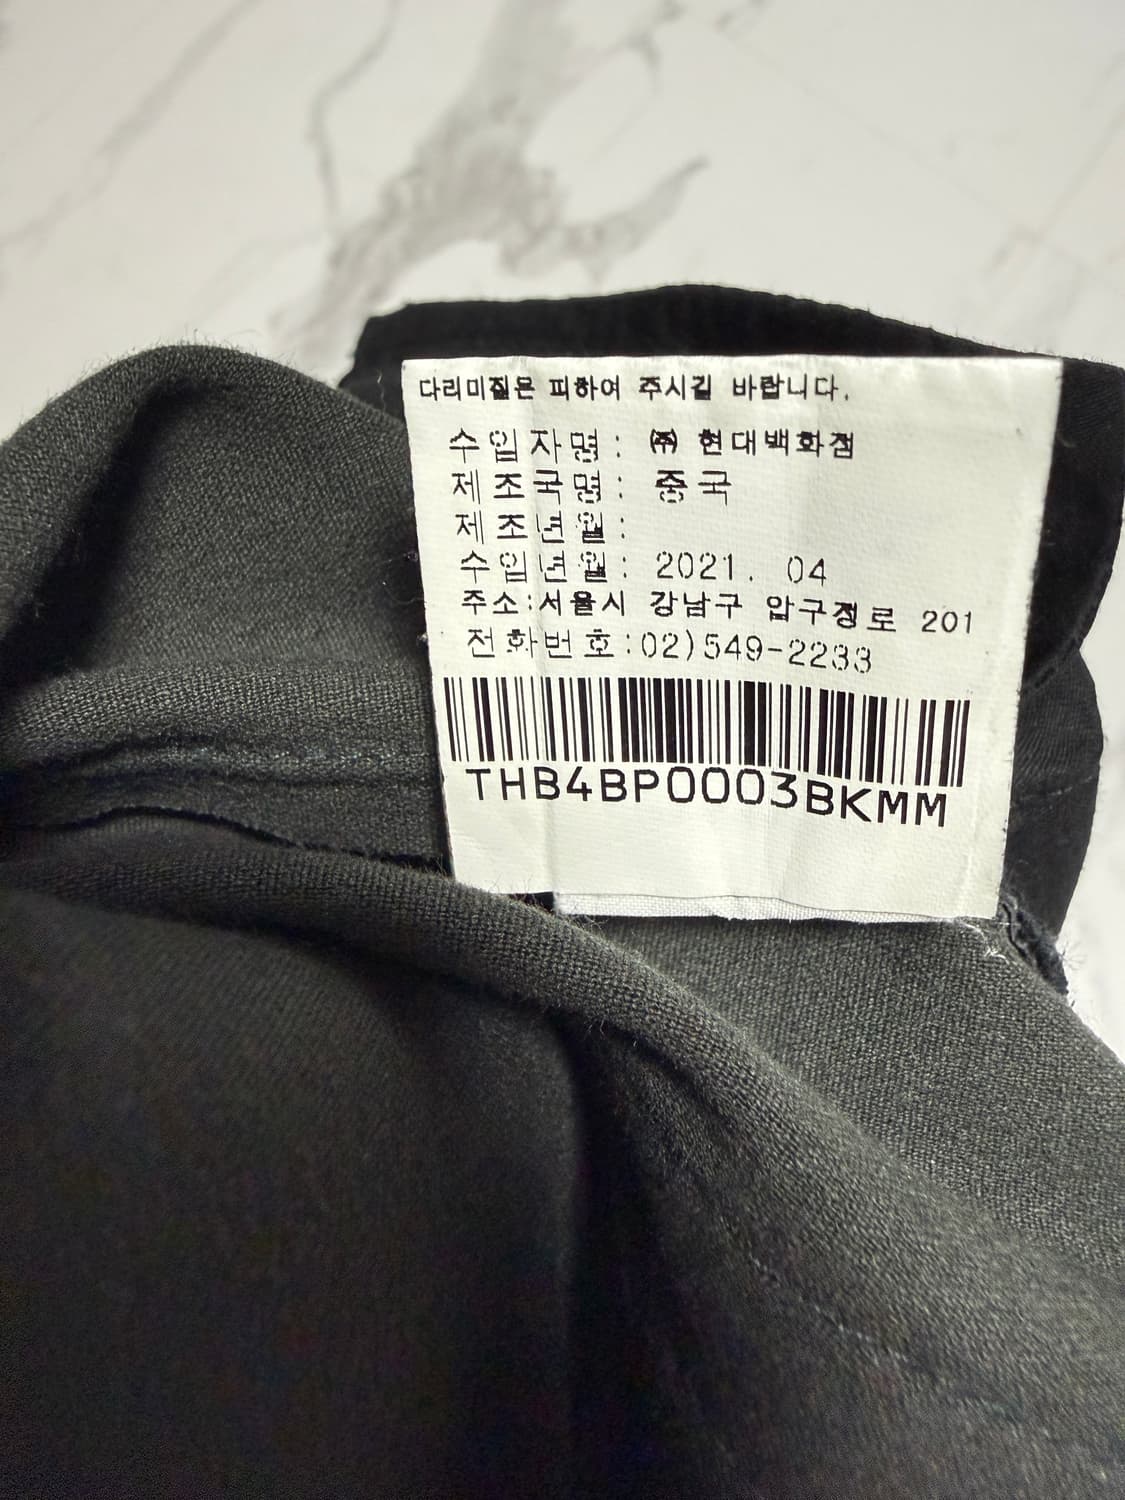 다리미질은 피하여 주시길 바랍니다.
수입자명: ㈜ 현대백화점
제조국명: 중국
제조년월:
수입년월: 2021. 04
주소:서울시 강남구 압구정로 201
전화번호:02)549-2233
THB4BP0003BKMM